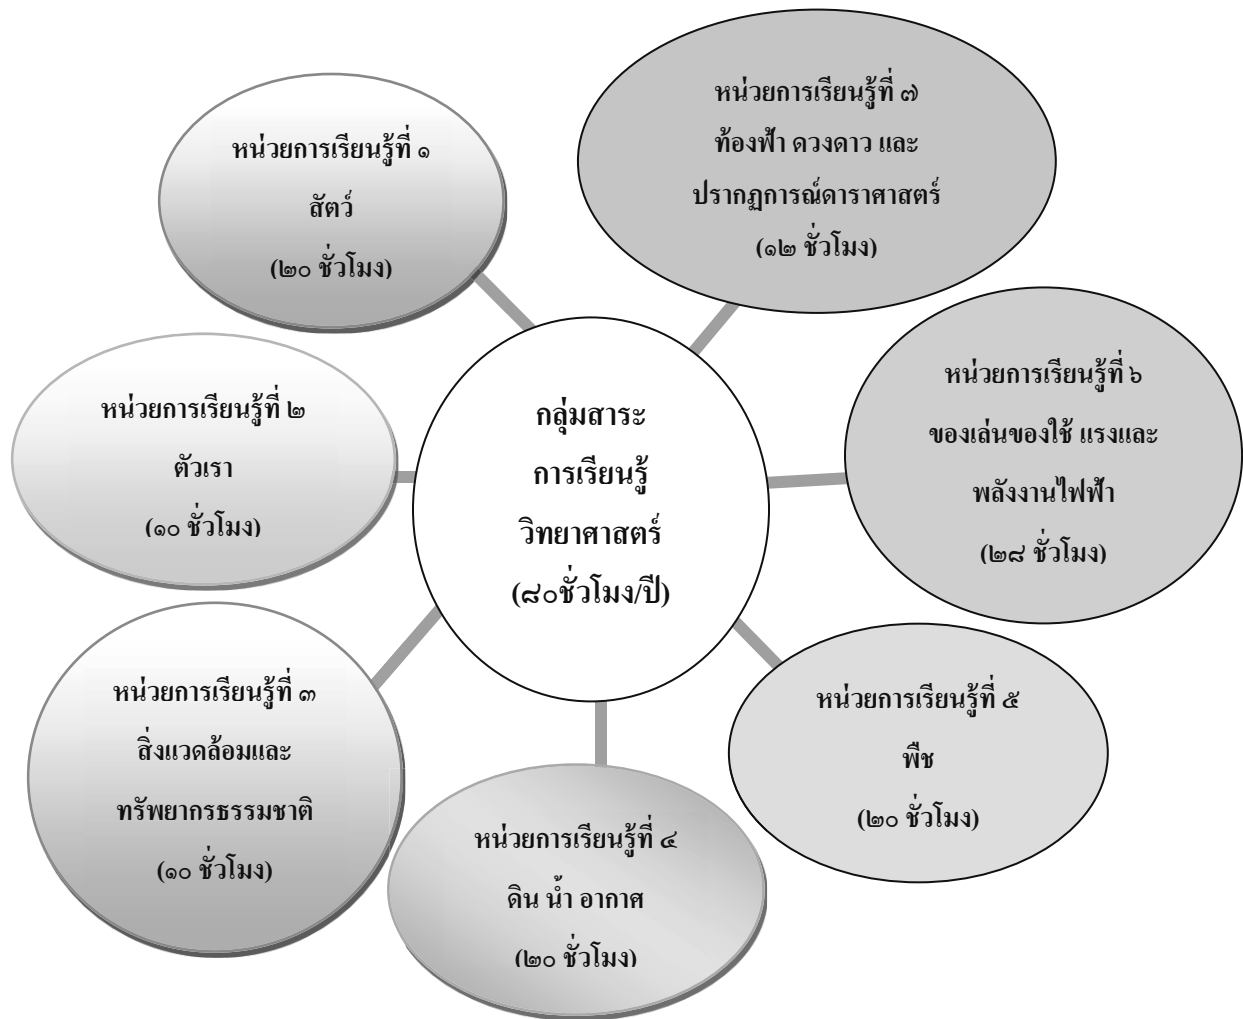 กลุ่มสาระ
การเรียนรู้
วิทยาศาสตร์
(๘๐ชั่วโมง/ปี)
หน่วยการเรียนรู้ที่ ๑
สัตว์
(๒๐ ชั่วโมง)
หน่วยการเรียนรู้ที่ ๒
ตัวเรา
(๑๐ ชั่วโมง)
หน่วยการเรียนรู้ที่ ๓
สิ่งแวดล้อมและ
ทรัพยากรธรรมชาติ
(๑๐ ชั่วโมง)
หน่วยการเรียนรู้ที่ ๔
ดิน น้ำ อากาศ
(๒๐ ชั่วโมง)
หน่วยการเรียนรู้ที่ ๕
พืช
(๒๐ ชั่วโมง)
หน่วยการเรียนรู้ที่ ๖
ของเล่นของใช้ แรงและ
พลังงานไฟฟ้า
(๒๘ ชั่วโมง)
หน่วยการเรียนรู้ที่ ๗
ท้องฟ้า ดวงดาว และ
ปรากฏการณ์ดาราศาสตร์
(๑๒ ชั่วโมง)